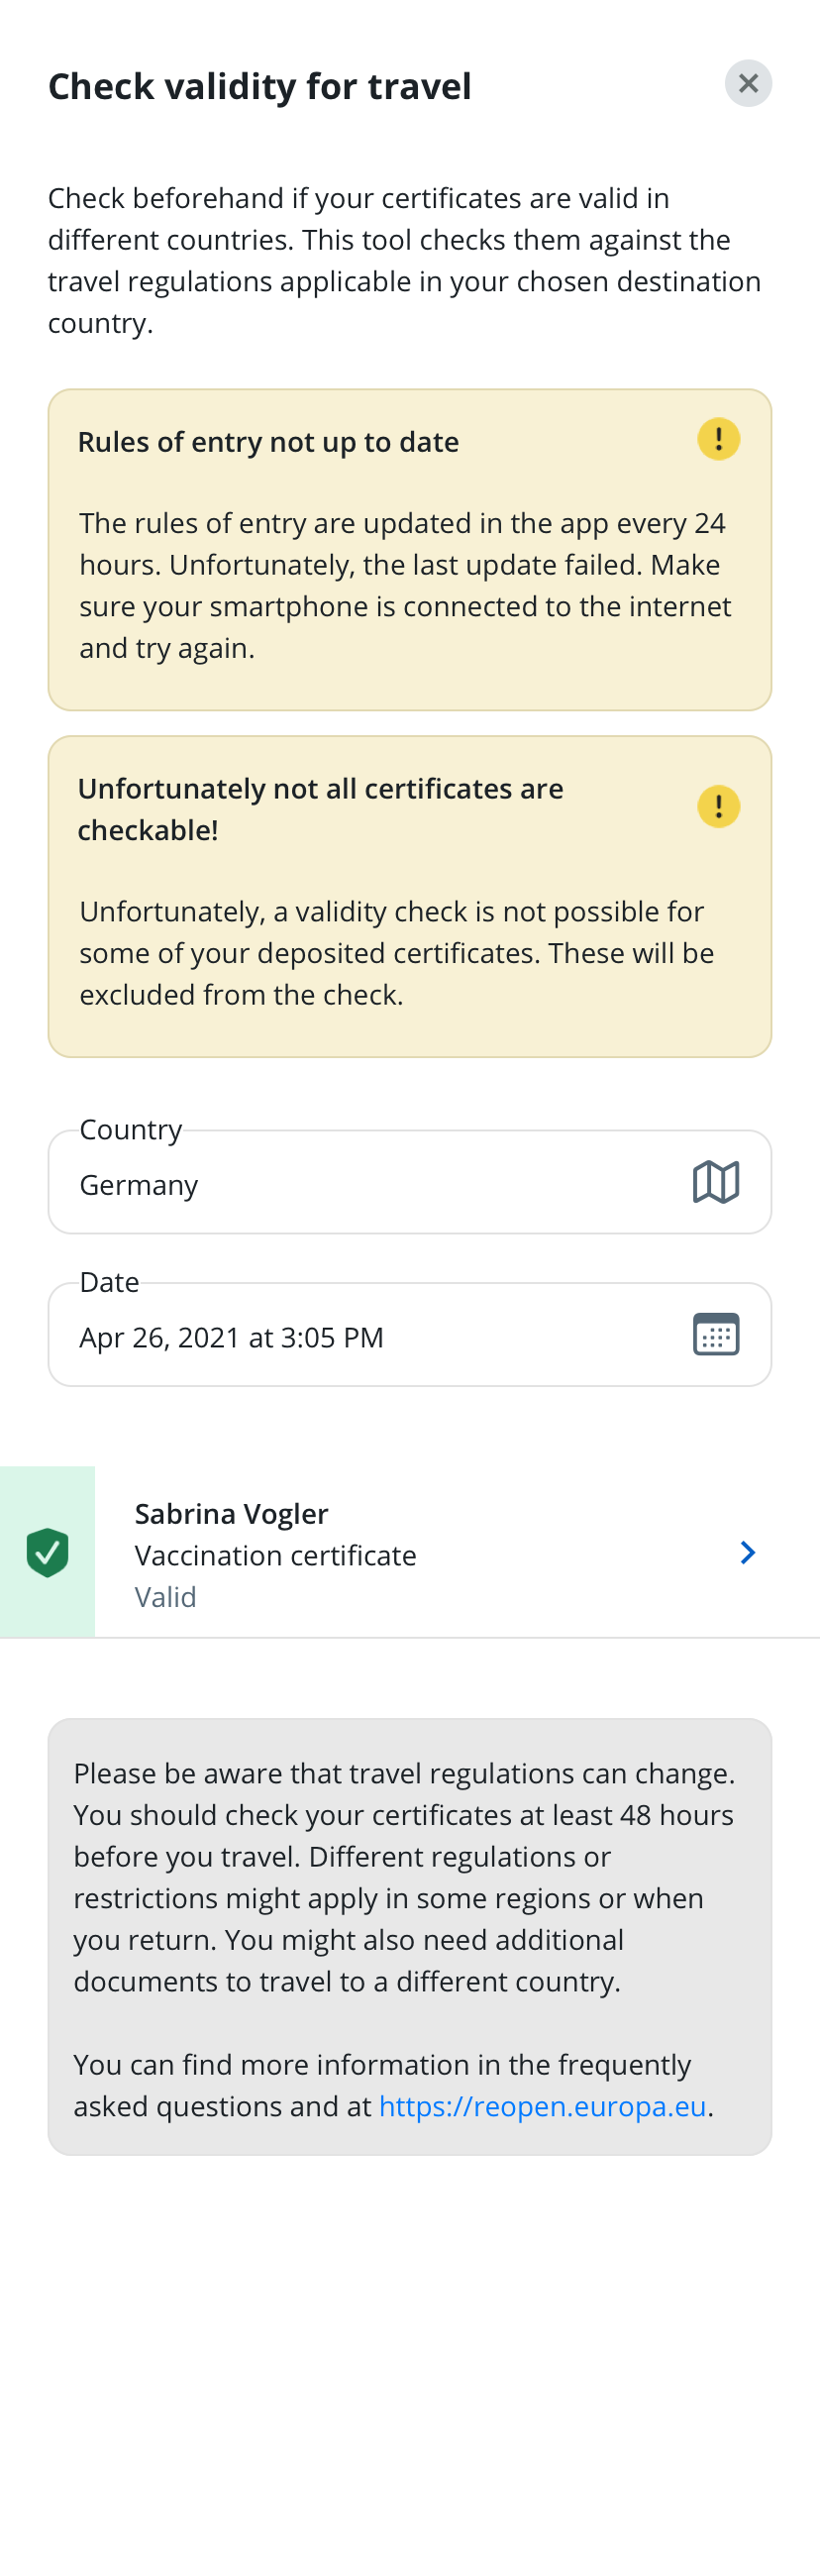 Check validity for travel
Check beforehand if your certificates are valid in
different countries. This tool checks them against the
travel regulations applicable in your chosen destination
country.
Rules of entry not up to date
The rules of entry are updated in the app every 24
hours. Unfortunately, the last update failed. Make
sure your smartphone is connected to the internet
and try again.
Unfortunately not all certificates are
checkable!
Unfortunately, a validity check is not possible for
some of your deposited certificates. These will be
excluded from the check.
Country
Germany
Date
Apr 26, 2021 at 3:05 PM
Sabrina Vogler
Vaccination certificate
Valid
Please be aware that travel regulations can change.
You should check your certificates at least 48 hours
before you travel. Different regulations or
restrictions might apply in some regions or when
you return. You might also need additional
documents to travel to a different country.
You can find more information in the frequently
asked questions and at https://reopen.europa.eu.